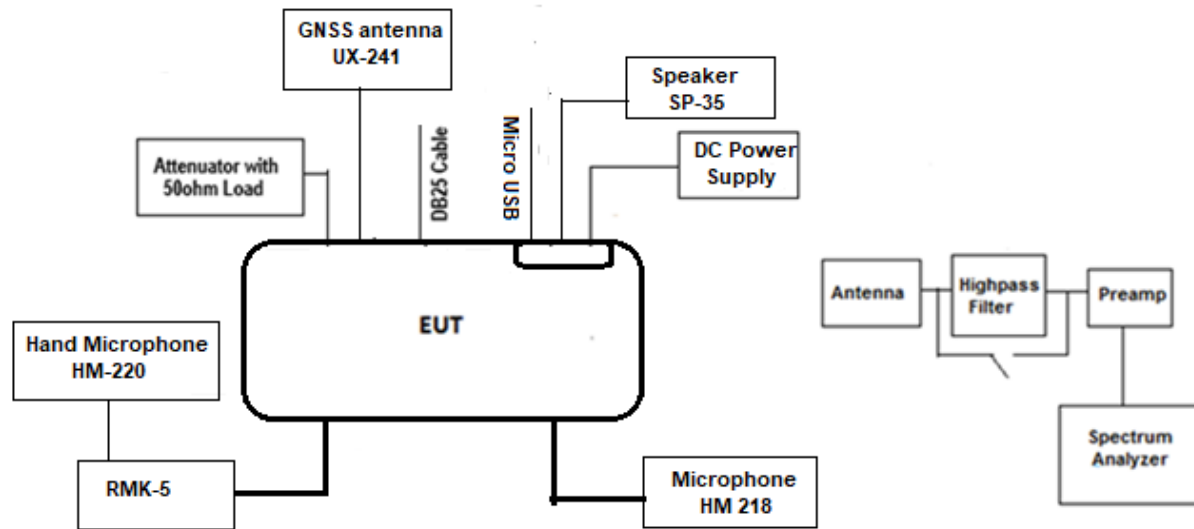 GNSS antenna
UX-241
Speaker
SP-35
Attenuator with
50ohm Load
DB25 Cable
Micro USB
DC Power
Supply
EUT
Antenna
Highpass
Filter
Preamp
Hand Microphone
HM-220
RMK-5
Microphone
HM 218
Spectrum
Analyzer